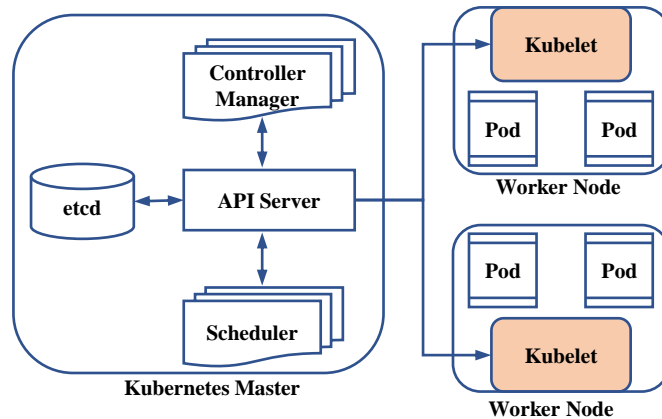 Controller
Manager
etcd
API Server
Scheduler
Kubernetes Master
Kubelet
Pod
Pod
Worker Node
Pod
Pod
Kubelet
Worker Node